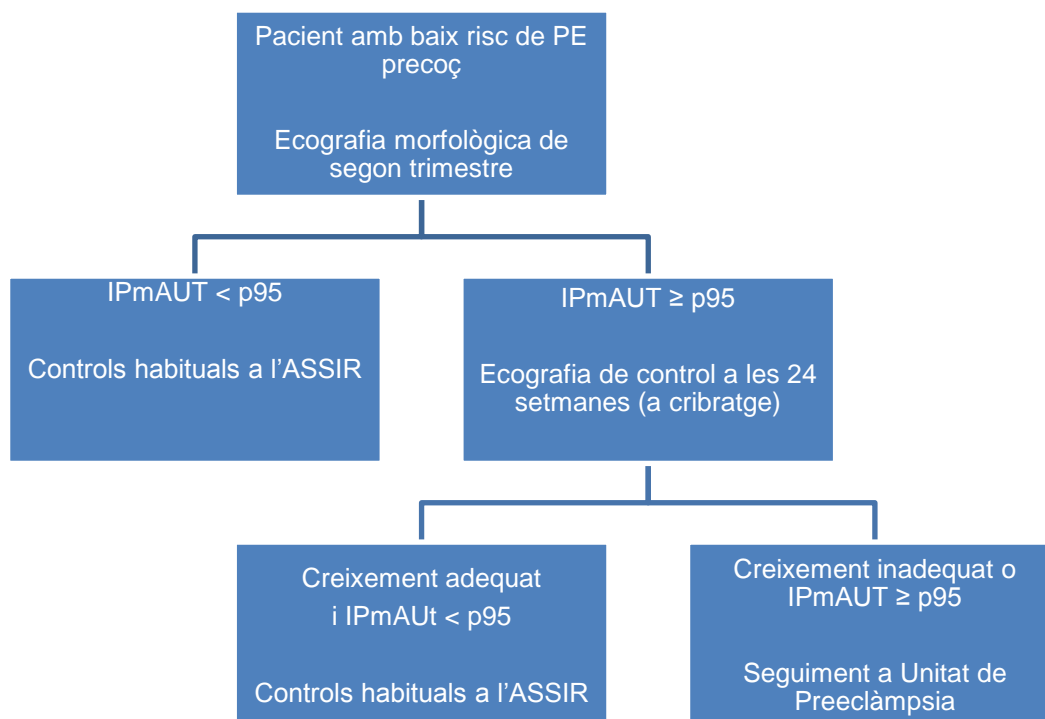 Pacient amb baix risc de PE
precoç
Ecografia morfològica de
segon trimestre
IPmAUT < p95
Controls habituals a l’ASSIR
IPmAUT ≥ p95
Ecografia de control a les 24
setmanes (a cribratge)
Creixement adequat
i IPmAUt < p95
Controls habituals a l’ASSIR
Creixement inadequat o
IPmAUT ≥ p95
Seguiment a Unitat de
Preeclàmpsia